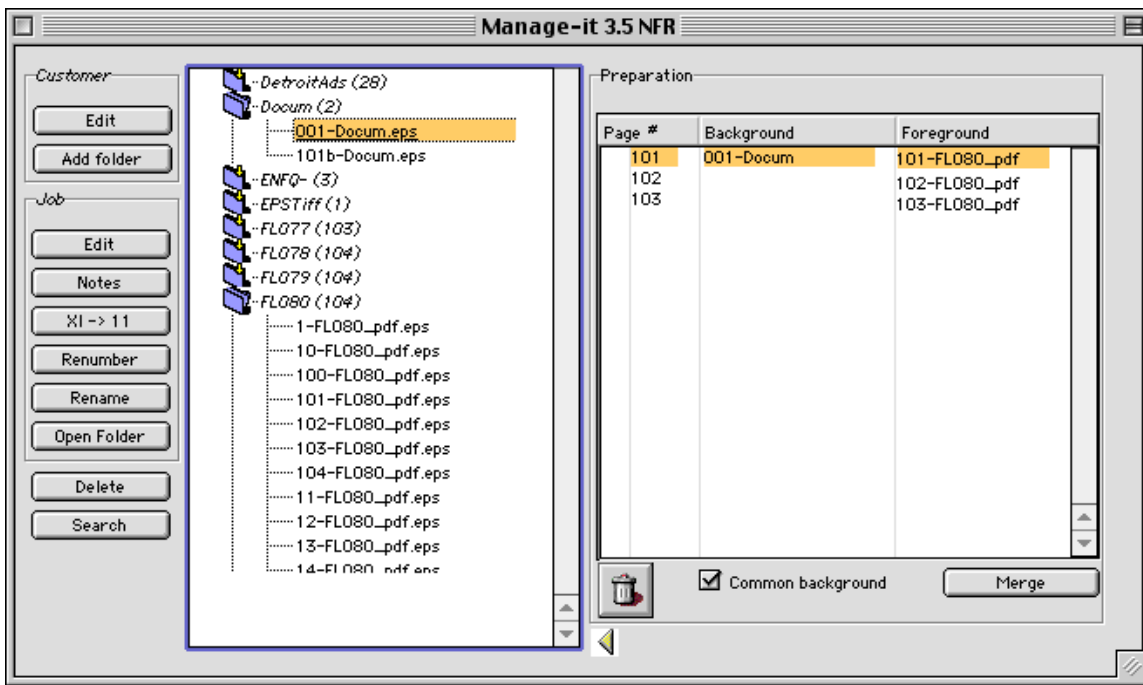 Manage-it 3.5 NFR
Customer
Edit
Add folder
Job
Edit
Notes
XI -> 11
Renumber
Rename
Open Folder
Delete
Search
DetroitAds (28)
Docum (2)
001-Docum.eps
101b-Docum.eps
ENFQ- (3)
EPSTiff (1)
FL077 (103)
FL078 (104)
FL079 (104)
FL080 (104)
1-FL080_pdf.eps
10-FL080_pdf.eps
100-FL080_pdf.eps
101-FL080_pdf.eps
102-FL080_pdf.eps
103-FL080_pdf.eps
104-FL080_pdf.eps
11-FL080_pdf.eps
12-FL080_pdf.eps
13-FL080_pdf.eps
14-FL080_pdf.eps
Preparation
Page # Background Foreground
101 001-Docum 101-FL080_pdf
102 102-FL080_pdf
103 103-FL080_pdf
Common background
Merge